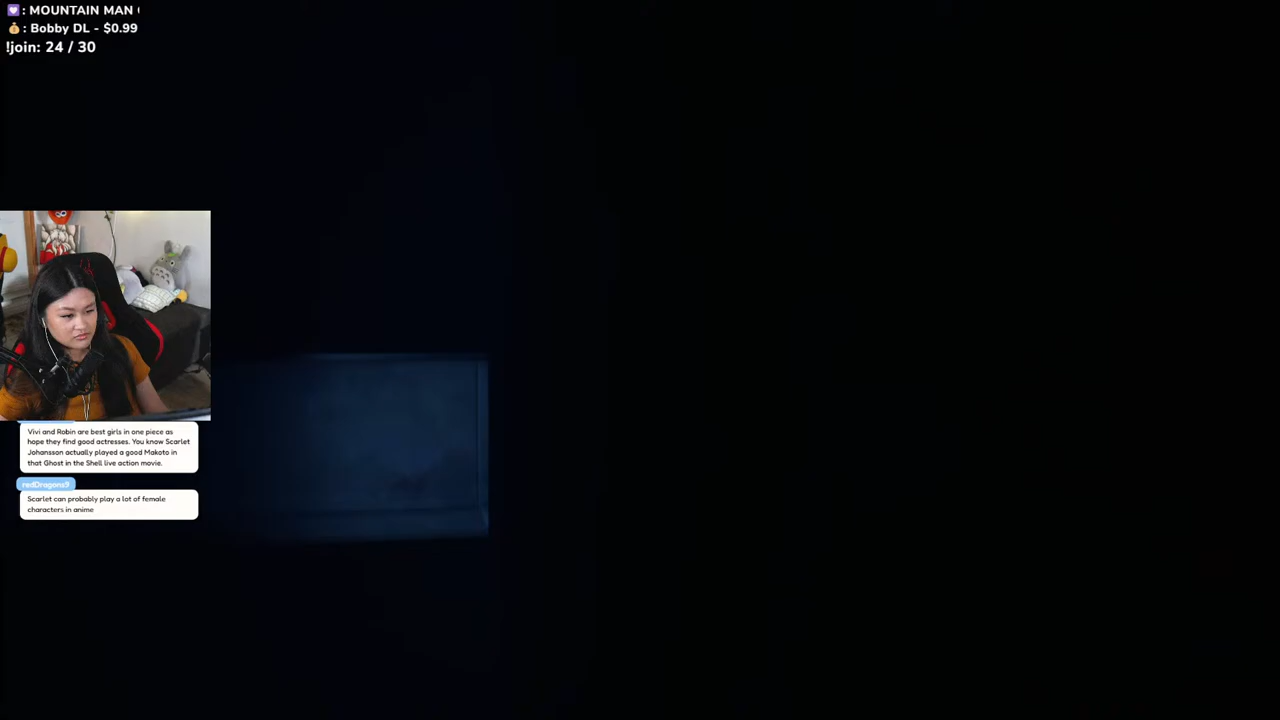 : MOUNTAIN MAN
: Bobby DL - $0.99
!join: 24 / 30
Vivi and Robin are best girls in one piece as
hope they find good actresses. You know Scarlet
Johansson actually played a good Makoto in
that Ghost in the Shell live action movie.
redDragons9
Scarlet can probably play a lot of female
characters in anime